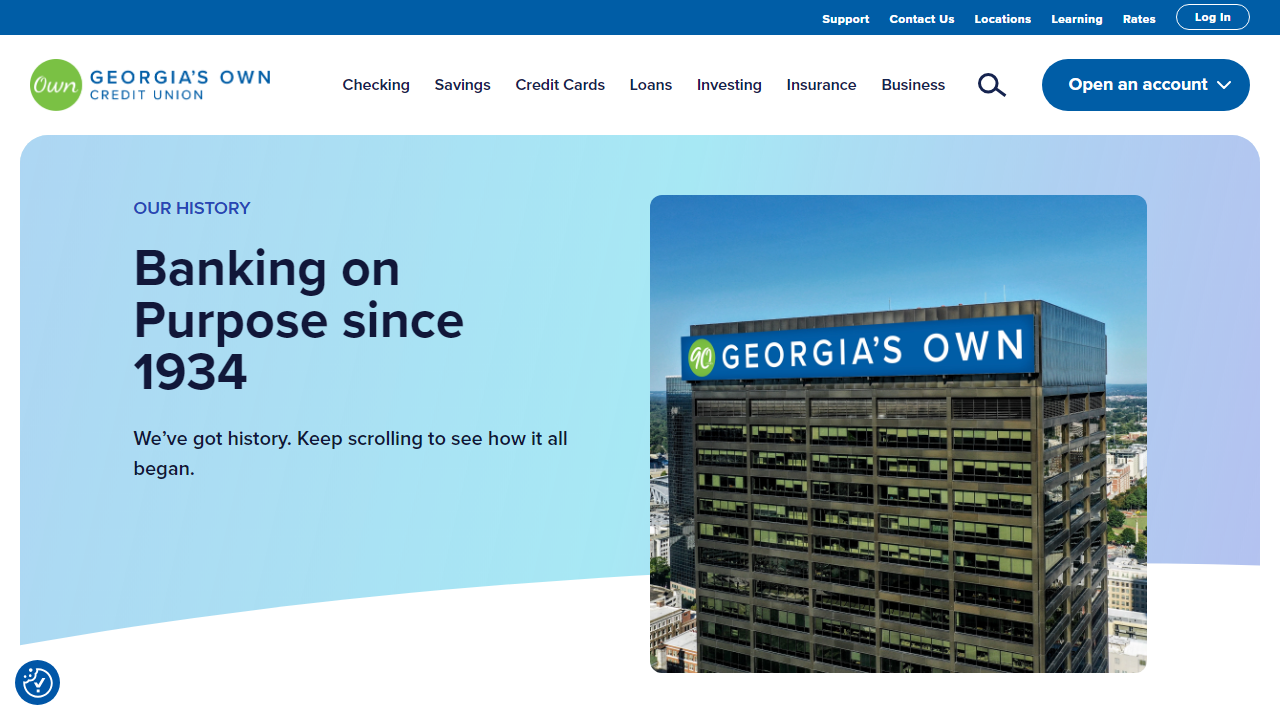 Support Contact Us Locations Learning Rates Log In
Own GEORGIA'S OWN
CREDIT UNION
Checking Savings Credit Cards Loans Investing Insurance Business Open an account
OUR HISTORY
Banking on
Purpose since
1934
We've got history. Keep scrolling to see how it all
began.
90 GEORGIA'S OWN